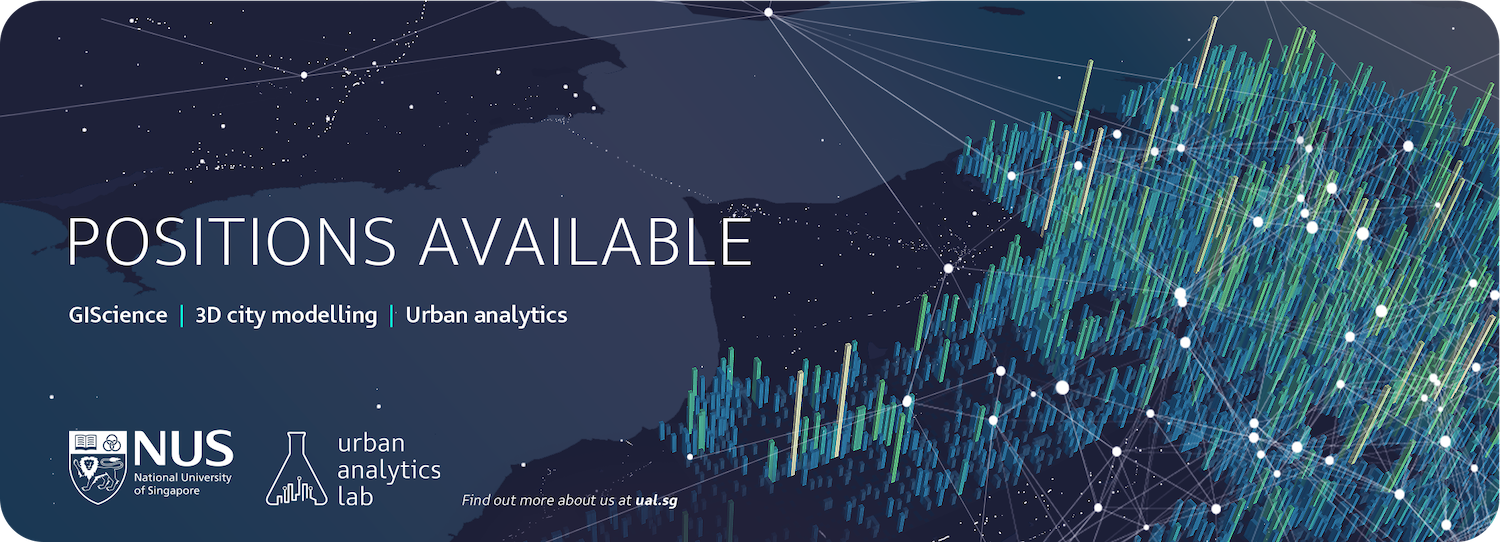 POSITIONS AVAILABLE
GIScience | 3D city modelling | Urban analytics
NUS
National University
of Singapore
urban
analytics
lab
Find out more about us at ual.sg